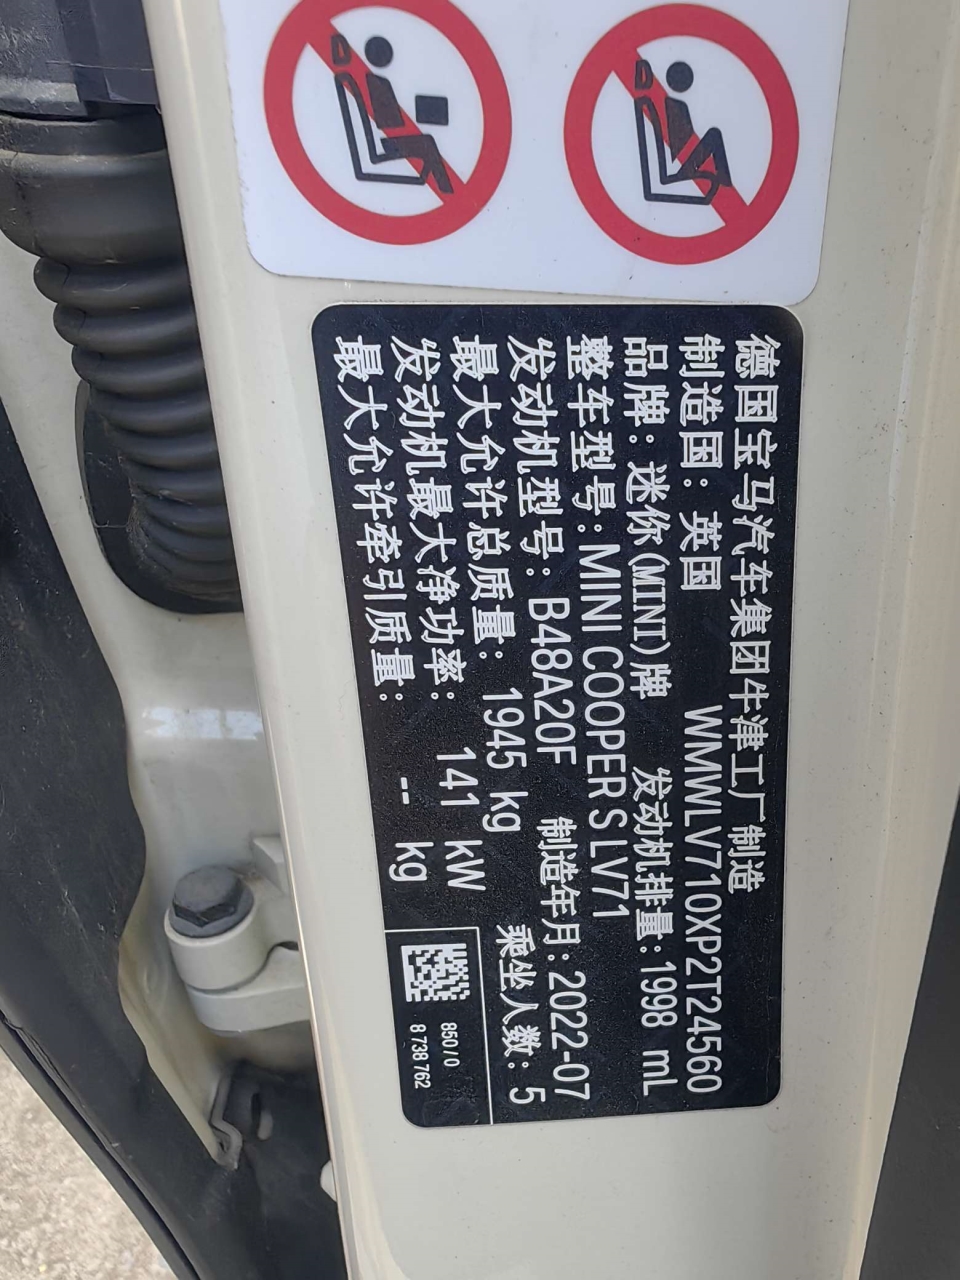 德国宝马汽车集团牛津工厂制造
制造国: 英国 WMWLV710XP2T24560
品牌: 迷你(MINI)牌 发动机排量: 1998 mL
整车型号: MINI COOPER S LV71
发动机型号: B48A20F 制造年月: 2022-07
最大允许总质量: 1945 kg 乘坐人数: 5
发动机最大净功率: 141 kW
最大允许牵引质量: -- kg
850/0
8 738 762